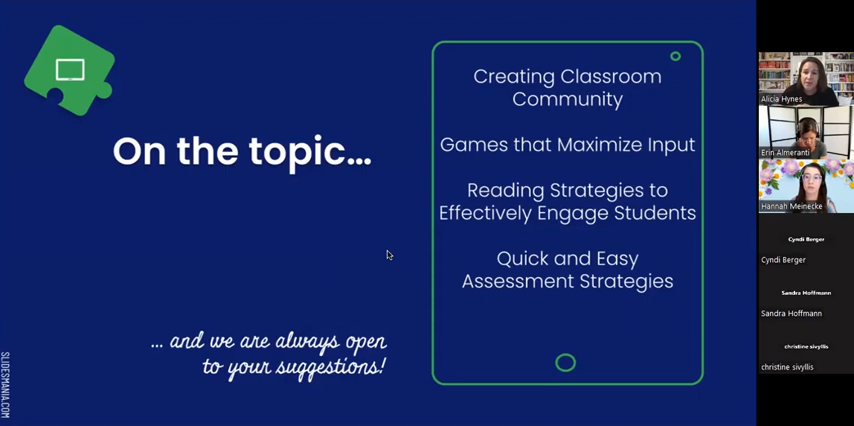 On the topic...
Creating Classroom
Community
Games that Maximize Input
Reading Strategies to
Effectively Engage Students
Quick and Easy
Assessment Strategies
... and we are always open
to your suggestions!
SLIDESMANIA.COM
Alicia Hynes
Erin Almeranti
Hannah Meinecke
Cyndi Berger
Cyndi Berger
Sandra Hoffmann
Sandra Hoffmann
christine sivyllis
christine sivyllis